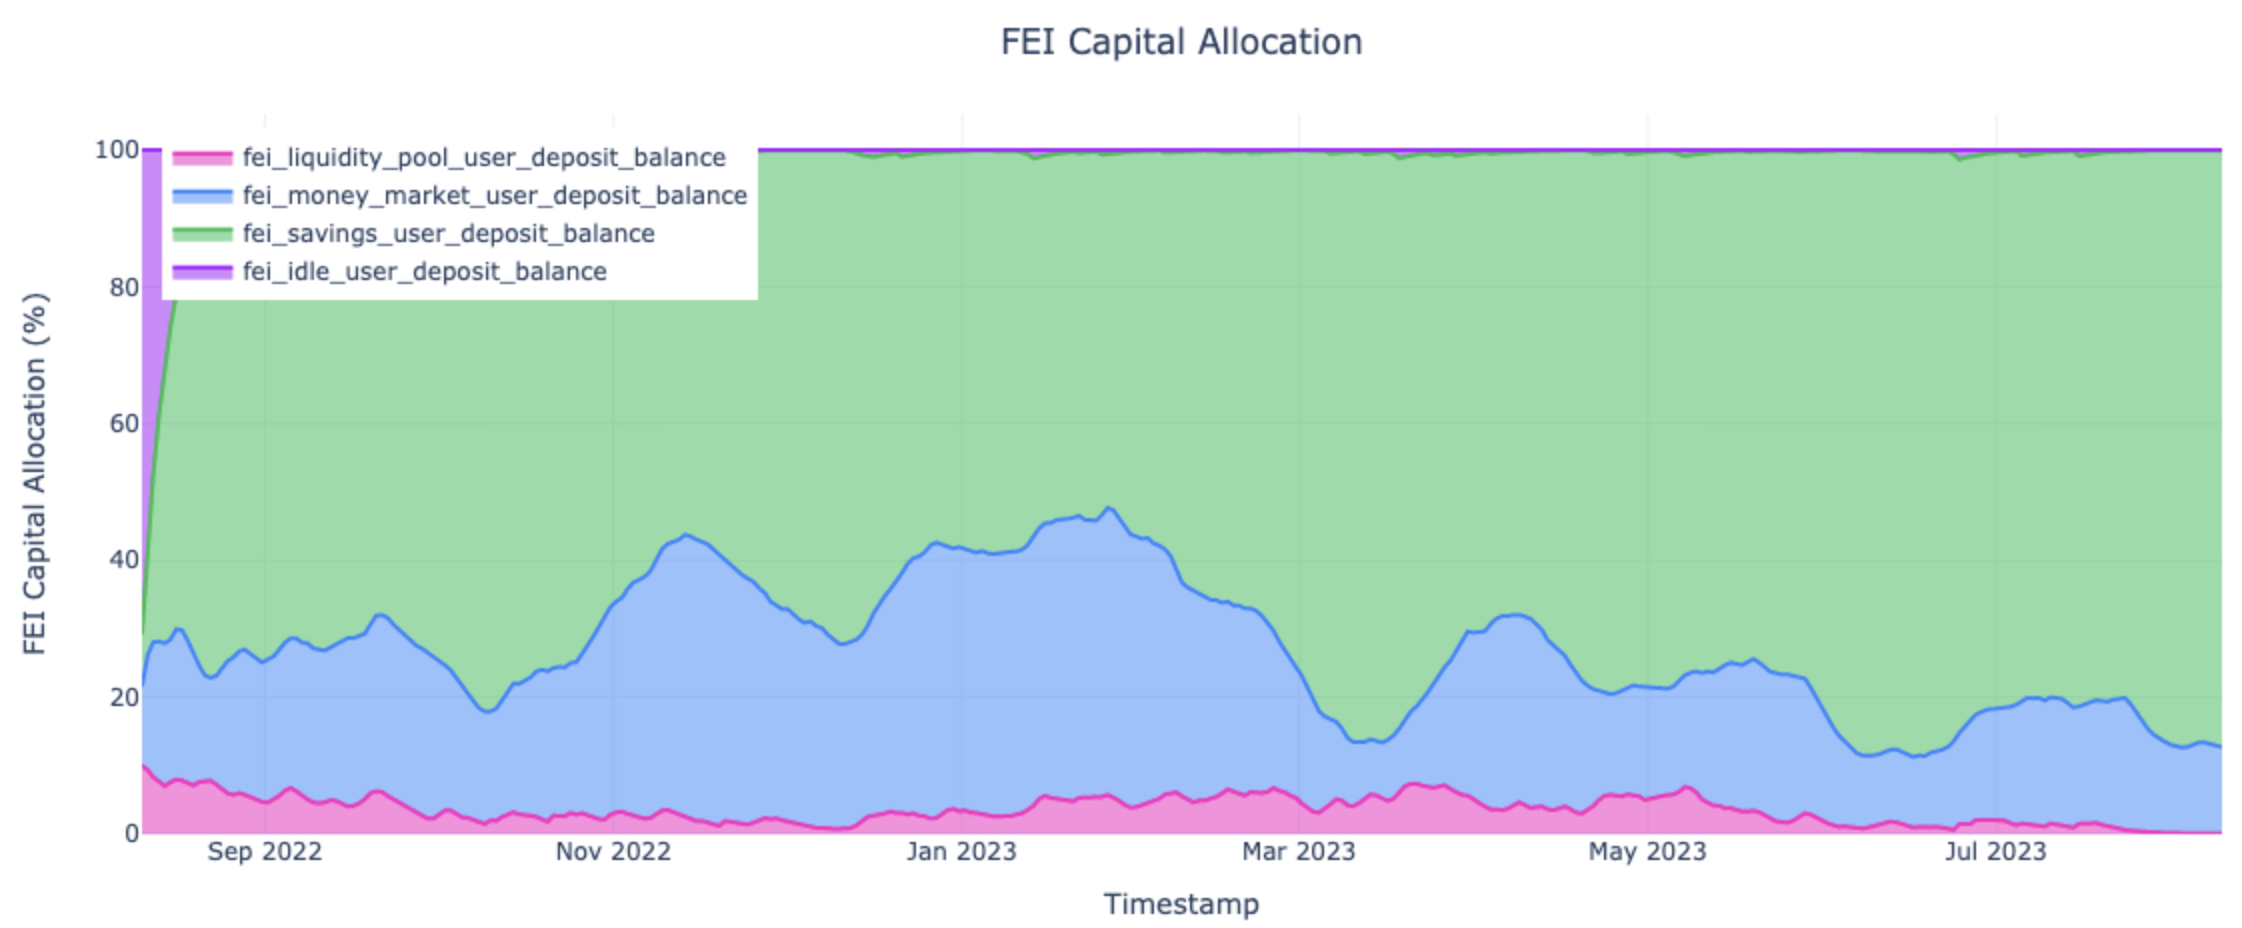 FEI Capital Allocation
fei_liquidity_pool_user_deposit_balance
fei_money_market_user_deposit_balance
fei_savings_user_deposit_balance
fei_idle_user_deposit_balance
FEI Capital Allocation (%)
100
80
60
40
20
0
Sep 2022 Nov 2022 Jan 2023 Mar 2023 May 2023 Jul 2023
Timestamp